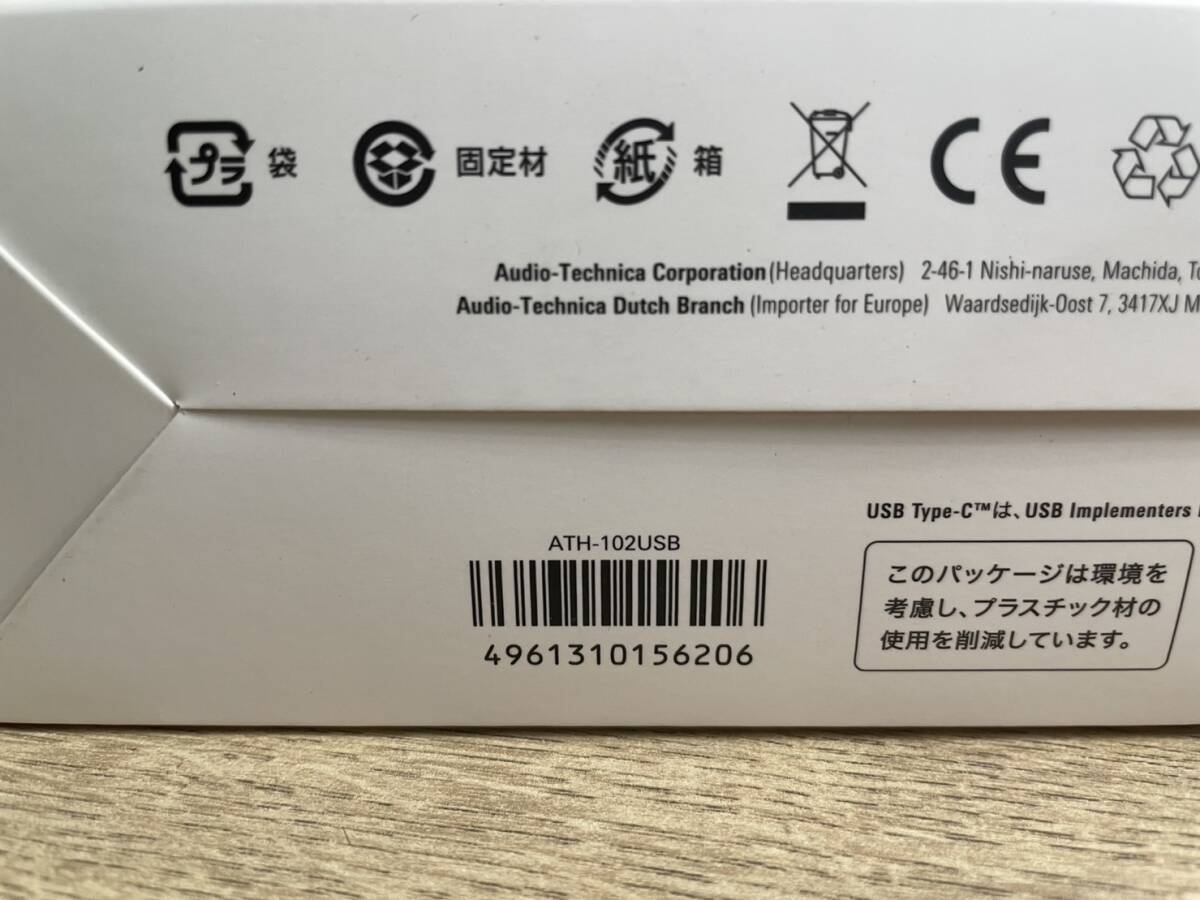 プラ 袋 固定材 紙 箱 CE
Audio-Technica Corporation (Headquarters) 2-46-1 Nishi-naruse, Machida,
Audio-Technica Dutch Branch (Importer for Europe) Waardsedijk-Oost 7, 3417XJ
USB Type-C™は、USB Implementers
ATH-102USB
4961310156206
このパッケージは環境を
考慮し、プラスチック材の
使用を削減しています。